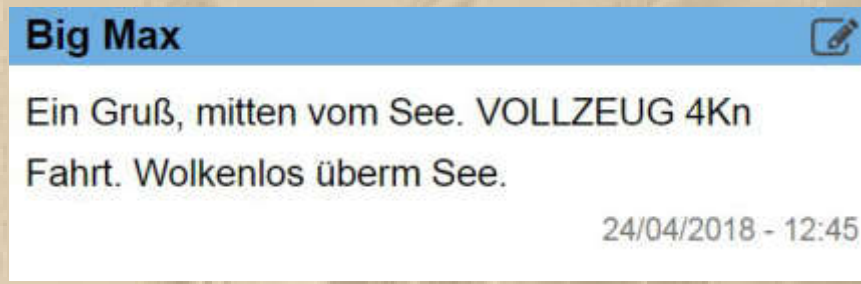 Big Max
Ein Gruß, mitten vom See. VOLLZEUG 4Kn
Fahrt. Wolkenlos überm See.
24/04/2018 - 12:45